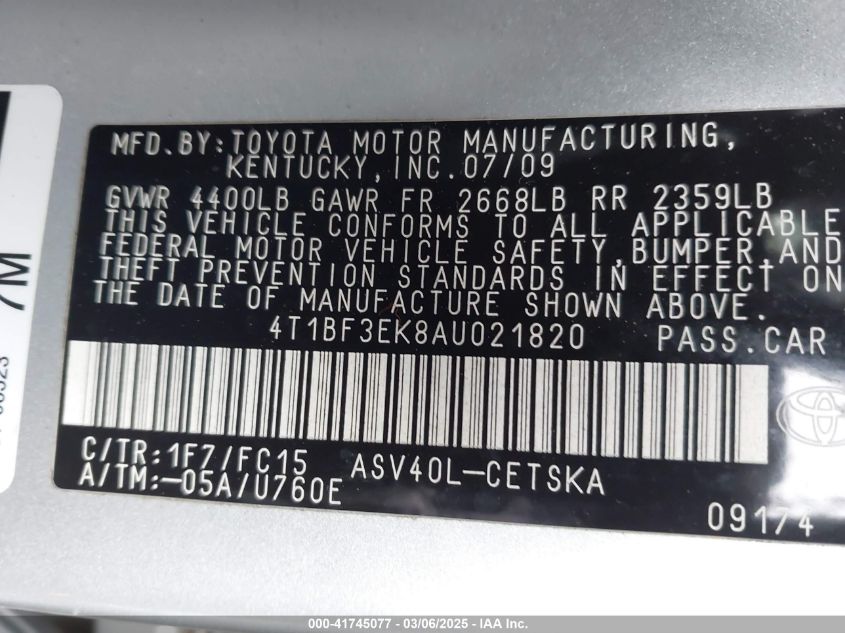 MFD.BY:TOYOTA MOTOR MANUFACTURING,
KENTUCKY,INC.07/09
GVWR 4400LB GAWR FR 2668LB RR 2359LB
THIS VEHICLE CONFORMS TO ALL APPLICABLE
FEDERAL MOTOR VEHICLE SAFETY,BUMPER,AND
THEFT PREVENTION STANDARDS IN EFFECT ON
THE DATE OF MANUFACTURE SHOWN ABOVE.
4T1BF3EK8AU021820 PASS.CAR
C/TR:1F7/FC15 ASV40L-CETSKA
A/TM:-05A/U760E
09174
7M
000-41745077 - 03/06/2025 - IAA Inc.